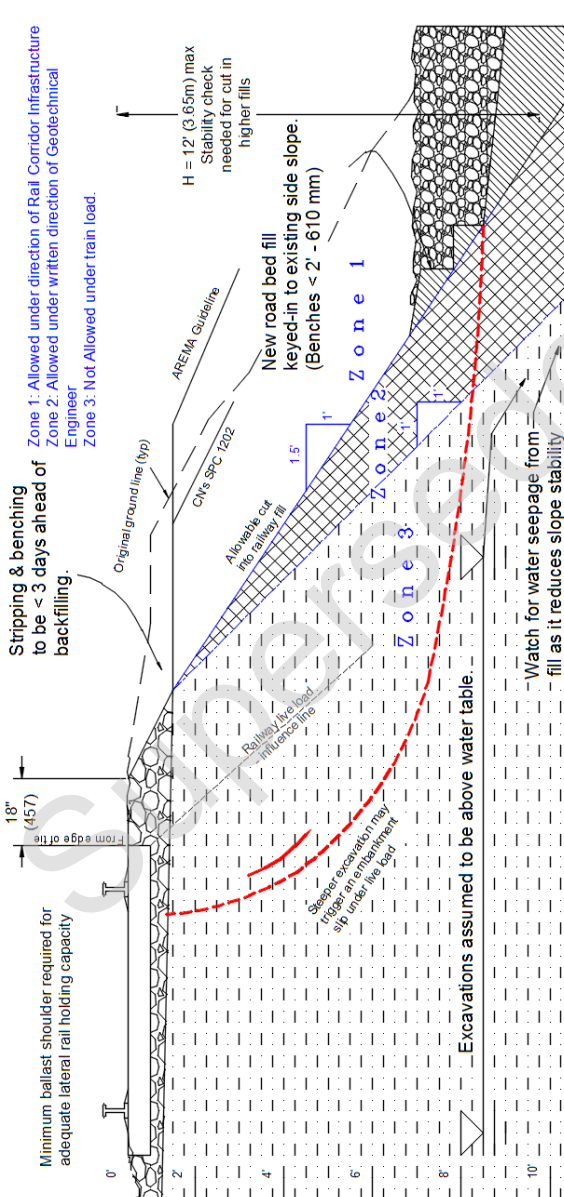 Zone 1: Allowed under direction of Rail Corridor Infrastructure
Zone 2: Allowed under written direction of Geotechnical
Engineer
Zone 3: Not Allowed under train load.
H = 12' (3.65m) max
Stability check
needed for cut in
higher fills
Stripping & benching
to be < 3 days ahead of
backfilling.
Original ground line (typ)
AREMA Guideline
CN's SPC 1202
New road bed fill
keyed-in to existing side slope.
(Benches < 2' - 610 mm)
Zone 1
Zone 2
Zone 3
1.5'
1'
1'
1'
Allowable cut
into railway fill
18"
(457)
From edge of tie
Minimum ballast shoulder required for
adequate lateral rail holding capacity
Railway live load
influence line
Steeper excavation may
trigger an embankment
slip under live load
Excavations assumed to be above water table.
Watch for water seepage from
fill as it reduces slope stability
0'
2'
4'
6'
8'
10'
Superseded